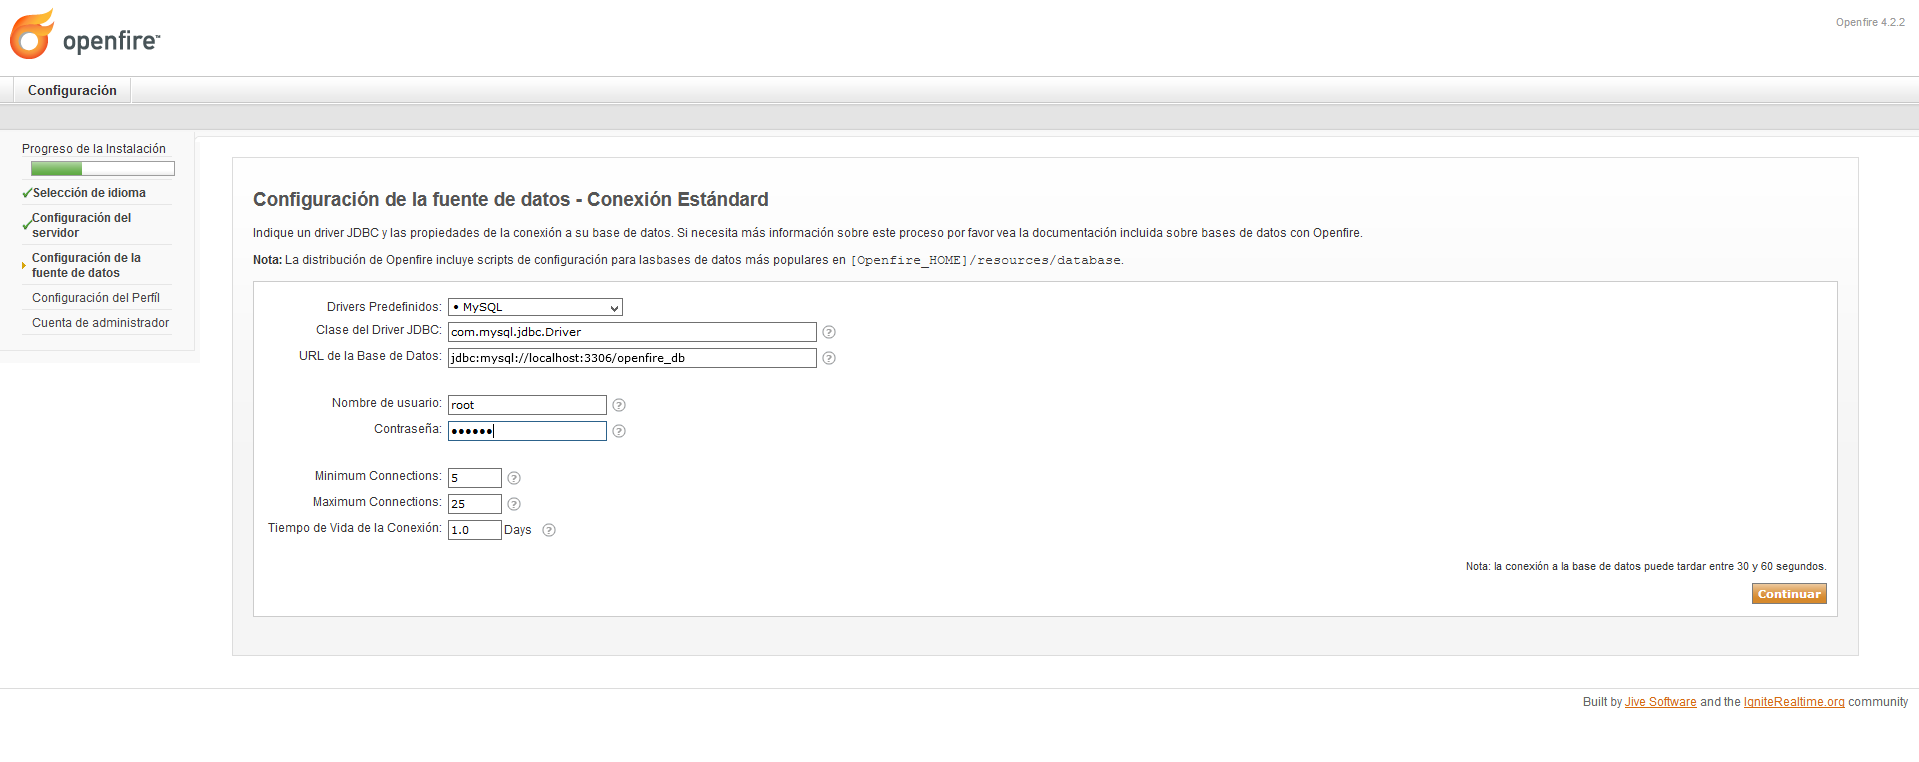 openfire™
Openfire 4.2.2
Configuración
Progreso de la Instalación
Selección de idioma
Configuración del
servidor
Configuración de la
fuente de datos
Configuración del Perfíl
Cuenta de administrador
Configuración de la fuente de datos - Conexión Estándard
Indique un driver JDBC y las propiedades de la conexión a su base de datos. Si necesita más información sobre este proceso por favor vea la documentación incluida sobre bases de datos con Openfire.
Nota: La distribución de Openfire incluye scripts de configuración para lasbases de datos más populares en [Openfire_HOME]/resources/database.
Drivers Predefinidos: • MySQL
Clase del Driver JDBC: com.mysql.jdbc.Driver
URL de la Base de Datos: jdbc:mysql://localhost:3306/openfire_db
Nombre de usuario: root
Contraseña: ••••••
Minimum Connections: 5
Maximum Connections: 25
Tiempo de Vida de la Conexión: 1.0 Days
Nota: la conexión a la base de datos puede tardar entre 30 y 60 segundos.
Continuar
Built by Jive Software and the IgniteRealtime.org community